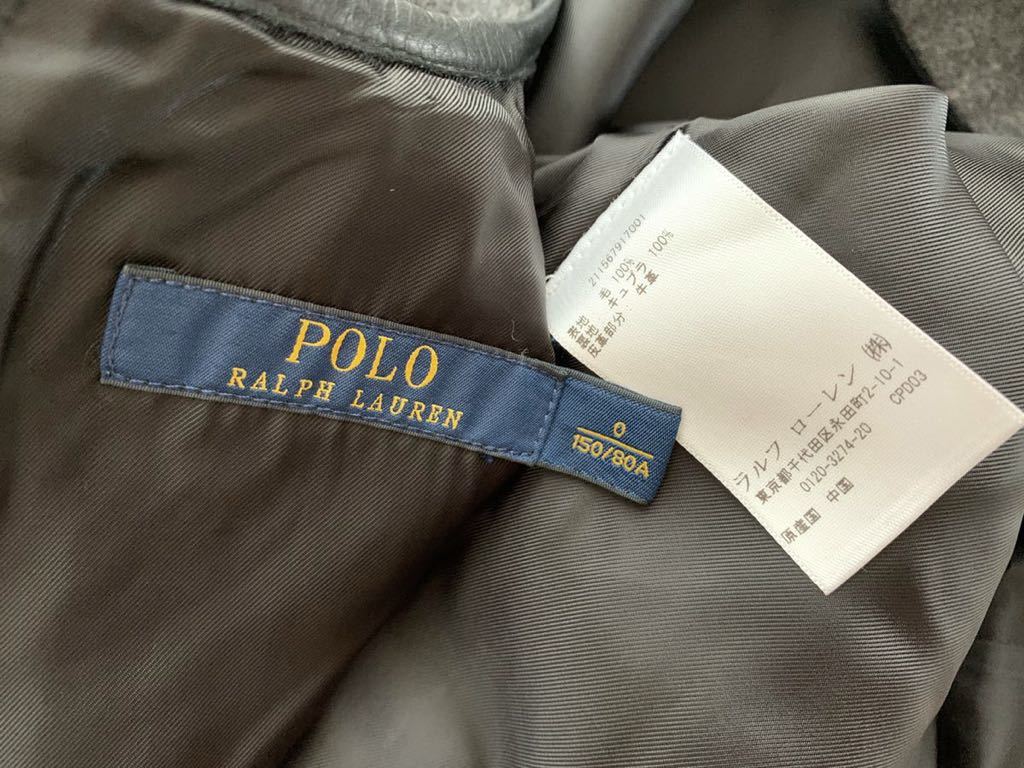 POLO
RALPH LAUREN
0
150/80A
211567917001
表地 毛 100%
裏地 キュプラ 100%
皮革部分: 牛革
ラルフ ローレン (株)
東京都千代田区永田町2-10-1
0120-3274-20 CPD03
原産国 中国